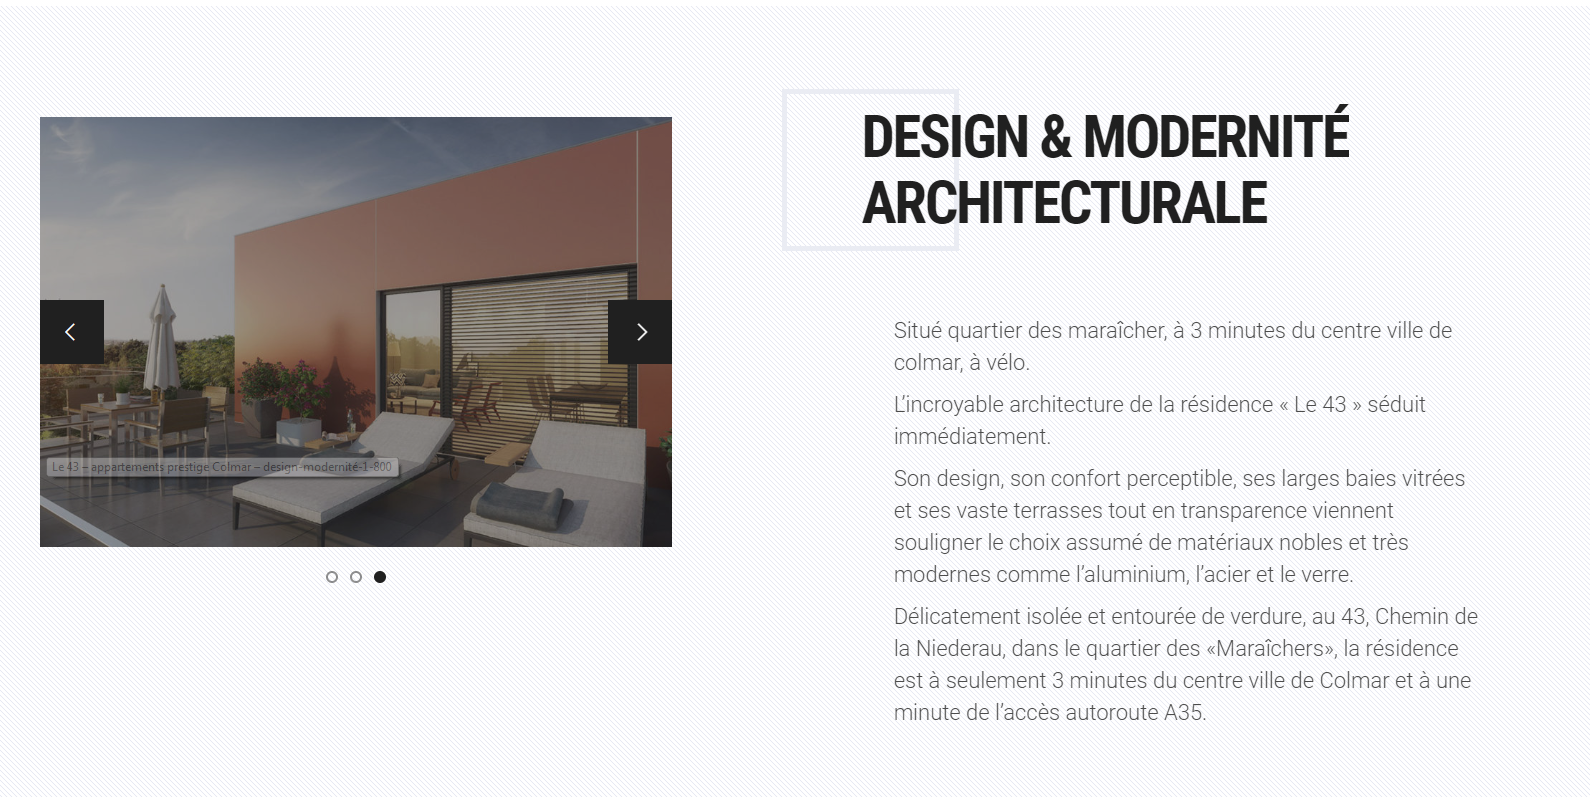 DESIGN & MODERNITÉ
ARCHITECTURALE
Situé quartier des maraîcher, à 3 minutes du centre ville de
colmar, à vélo.
L’incroyable architecture de la résidence « Le 43 » séduit
immédiatement.
Son design, son confort perceptible, ses larges baies vitrées
et ses vaste terrasses tout en transparence viennent
souligner le choix assumé de matériaux nobles et très
modernes comme l’aluminium, l’acier et le verre.
Délicatement isolée et entourée de verdure, au 43, Chemin de
la Niederau, dans le quartier des «Maraîchers», la résidence
est à seulement 3 minutes du centre ville de Colmar et à une
minute de l’accès autoroute A35.
Le 43 – appartements prestige Colmar – design-modernité-1-800